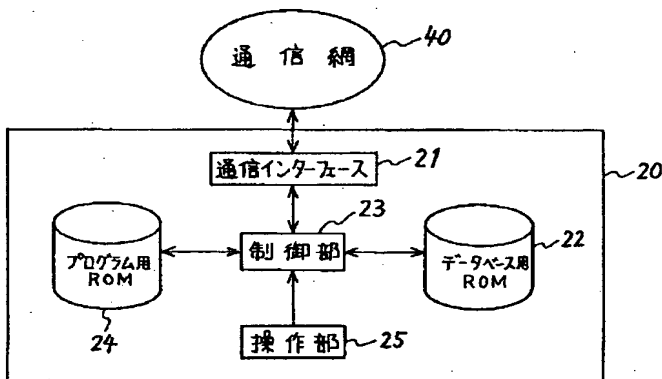 通信網
40
通信インターフェース
21
20
23
プログラム用
ROM
制御部
データベース用
ROM
22
24
操作部
25